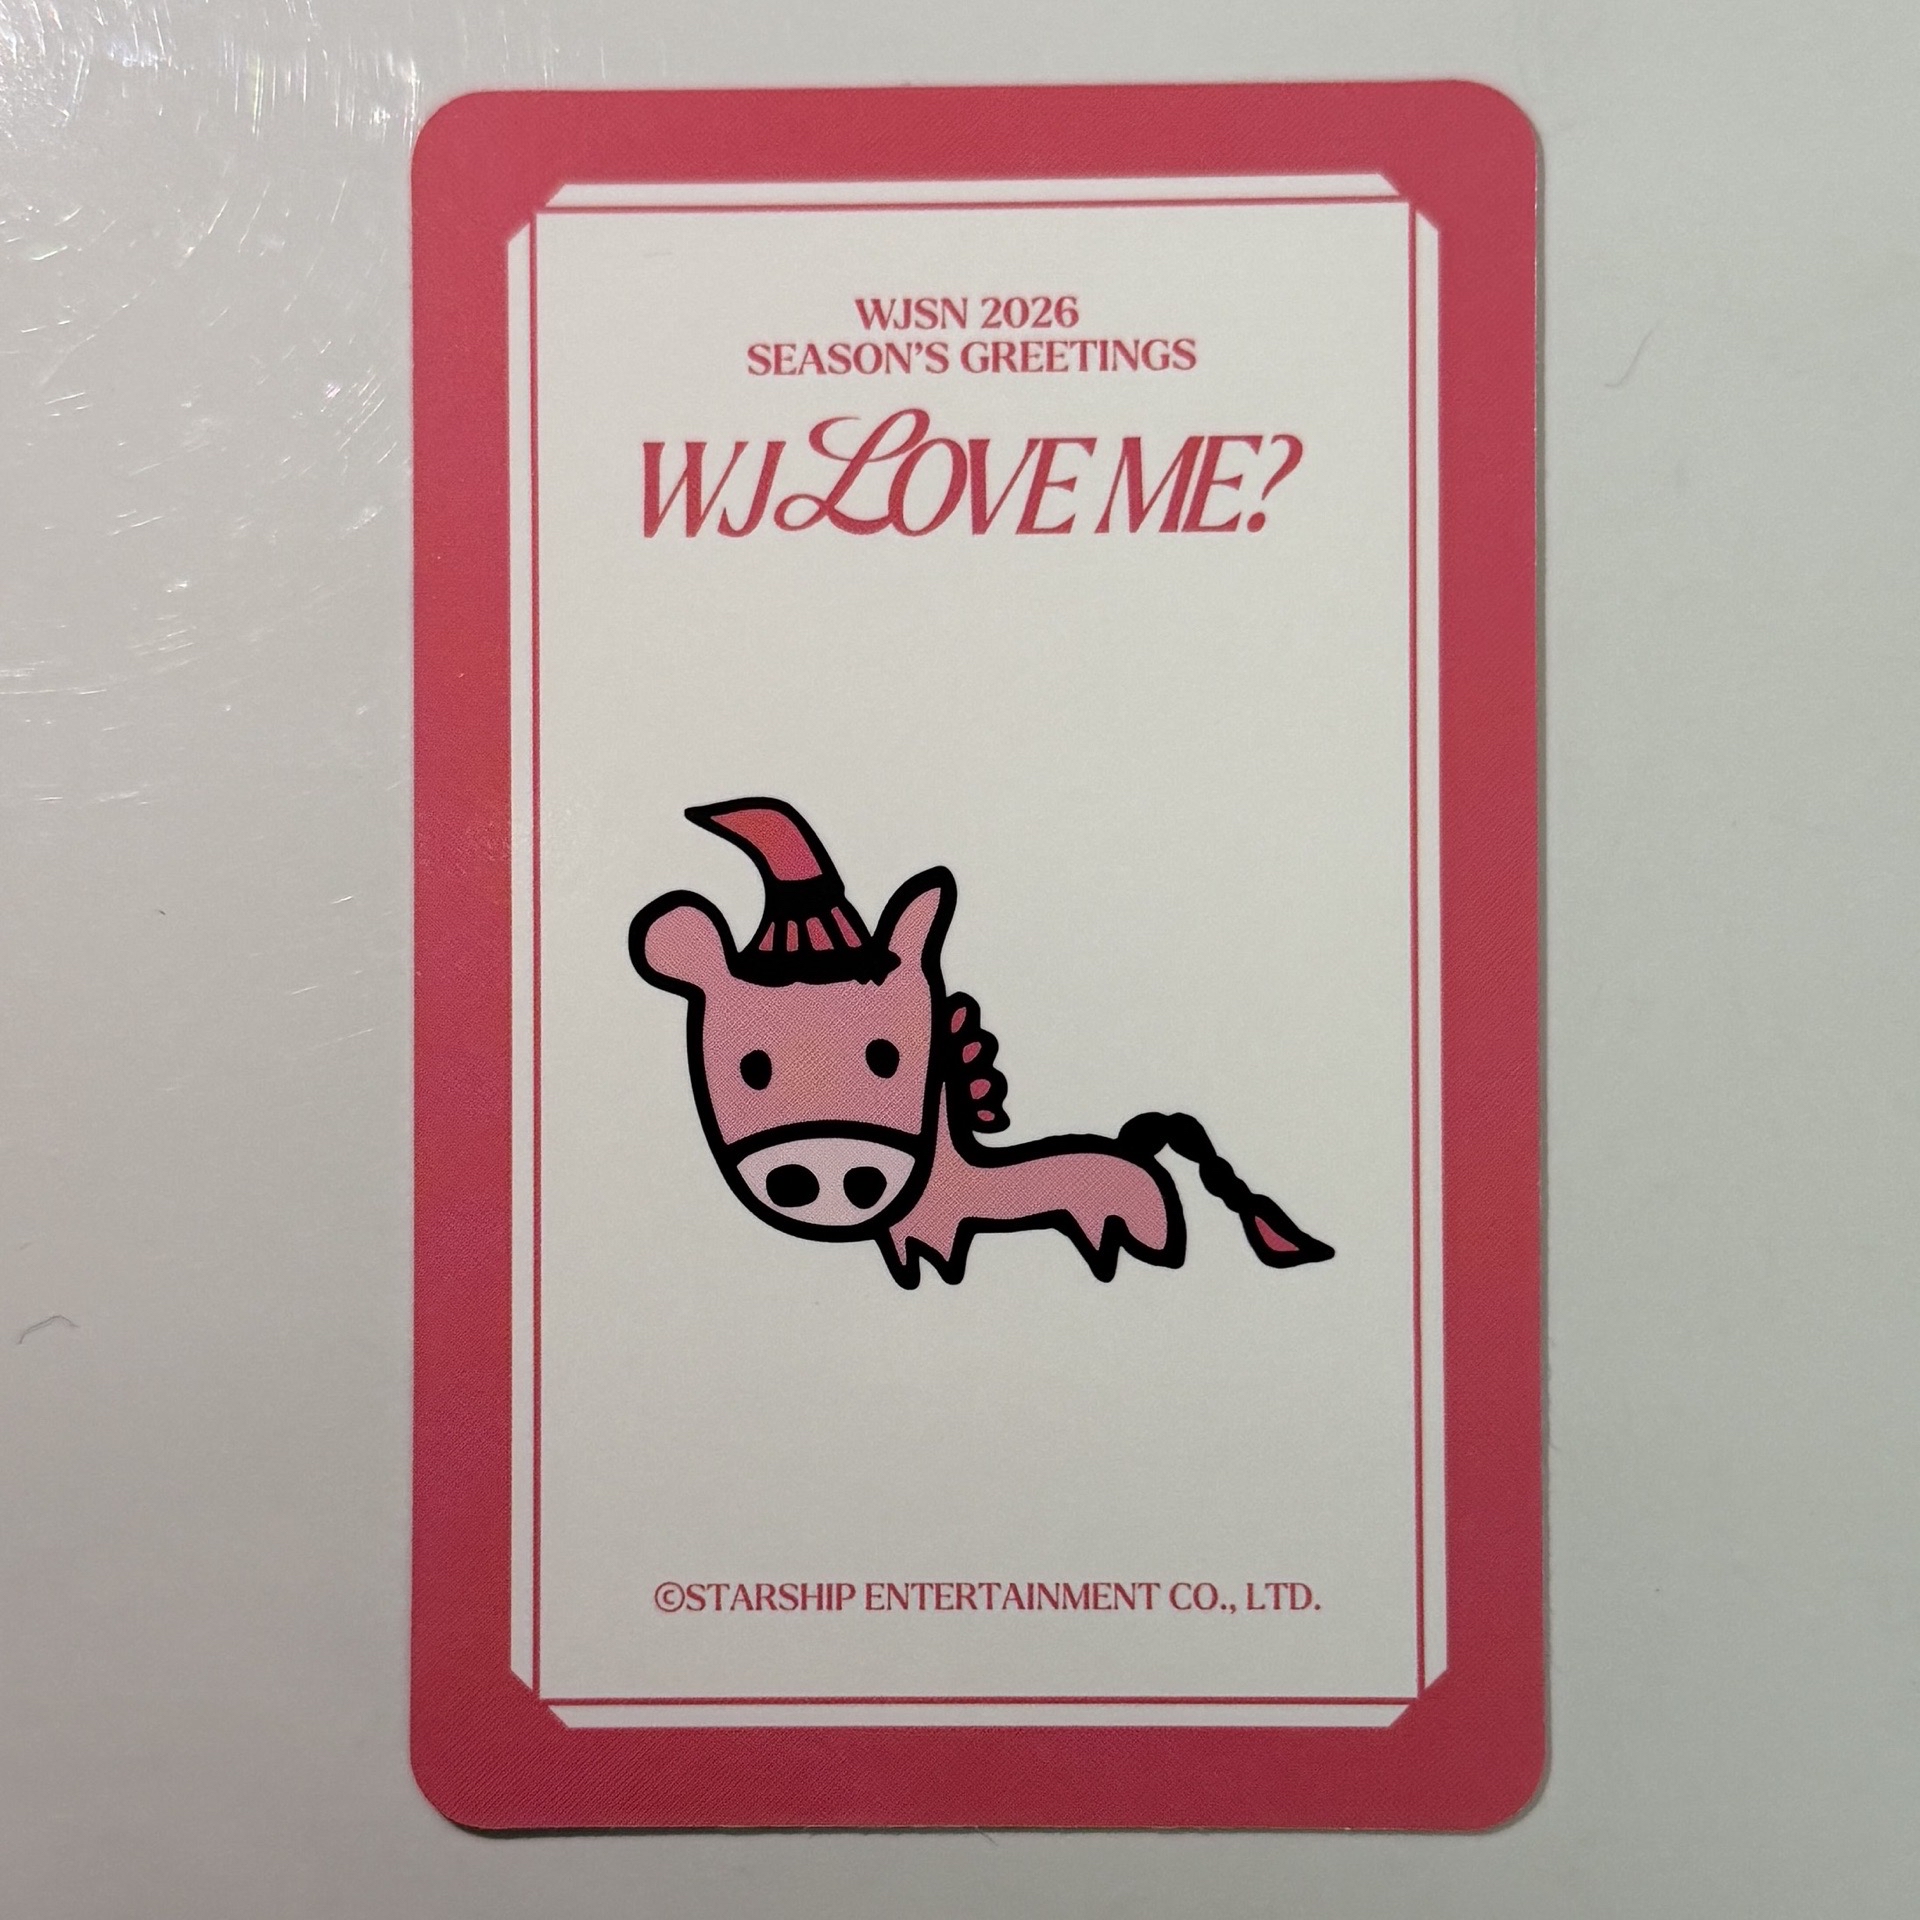 WJSN 2026
SEASON’S GREETINGS
WJ LOVE ME?
©STARSHIP ENTERTAINMENT CO., LTD.